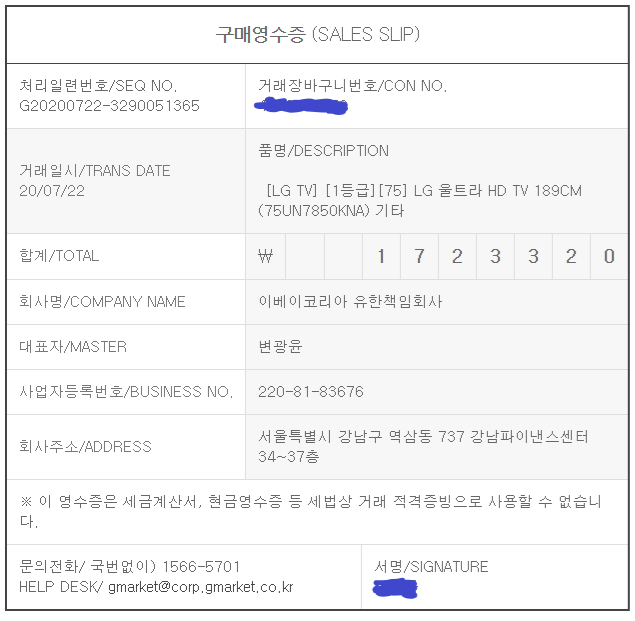 구매영수증 (SALES SLIP)
처리일련번호/SEQ NO.
G20200722-3290051365
거래장바구니번호/CON NO.
거래일시/TRANS DATE
20/07/22
품명/DESCRIPTION
[LG TV] [1등급][75] LG 울트라 HD TV 189CM
(75UN7850KNA) 기타
합계/TOTAL
₩ 1 7 2 3 3 2 0
회사명/COMPANY NAME
이베이코리아 유한책임회사
대표자/MASTER
변광윤
사업자등록번호/BUSINESS NO.
220-81-83676
회사주소/ADDRESS
서울특별시 강남구 역삼동 737 강남파이낸스센터
34~37층
※ 이 영수증은 세금계산서, 현금영수증 등 세법상 거래 적격증빙으로 사용할 수 없습니
다.
문의전화/ 국번없이) 1566-5701
HELP DESK/ gmarket@corp.gmarket.co.kr
서명/SIGNATURE